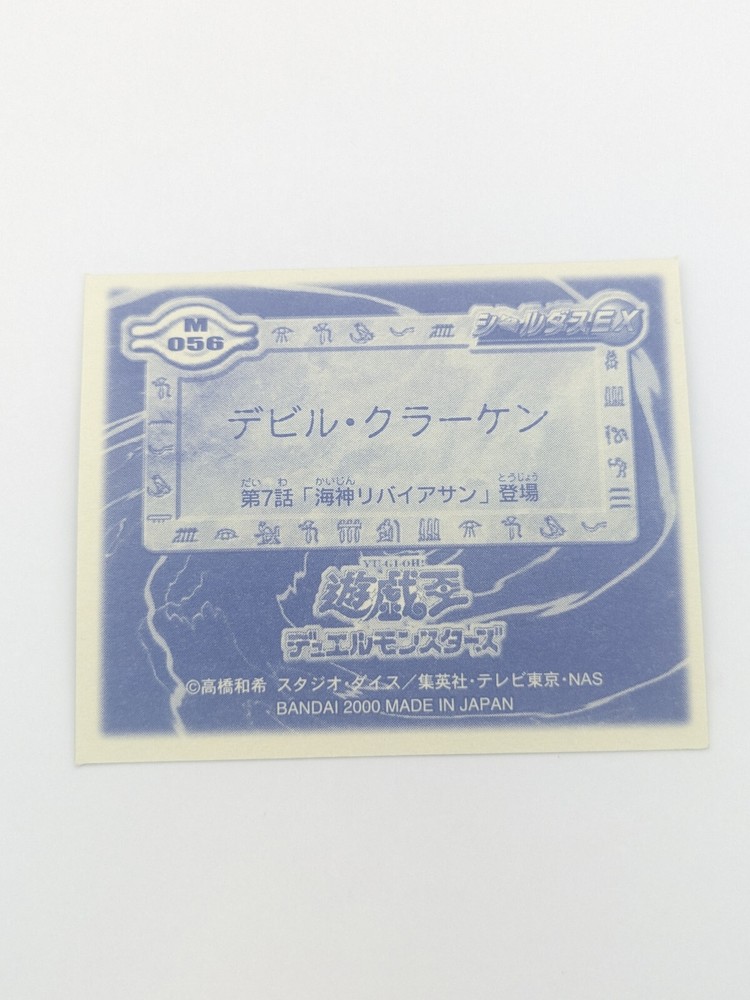 M
056
シールダスEX
デビル・クラーケン
だい わ かいじん とうじょう
第7話「海神リバイアサン」登場
YU-GI-OH!
遊戯王
デュエルモンスターズ
©高橋和希 スタジオ・ダイス／集英社・テレビ東京・NAS
BANDAI 2000 MADE IN JAPAN